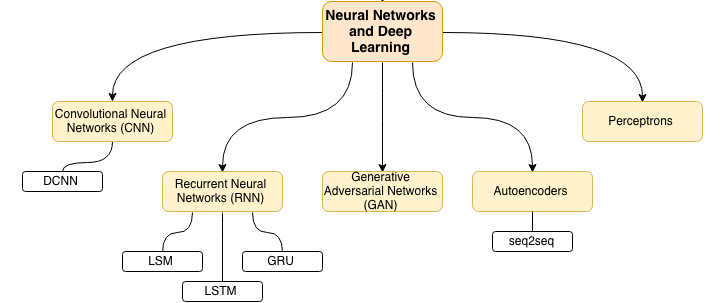 Neural Networks
and Deep
Learning
Convolutional Neural
Networks (CNN)
Perceptrons
DCNN
Recurrent Neural
Networks (RNN)
Generative
Adversarial Networks
(GAN)
Autoencoders
seq2seq
LSM
GRU
LSTM